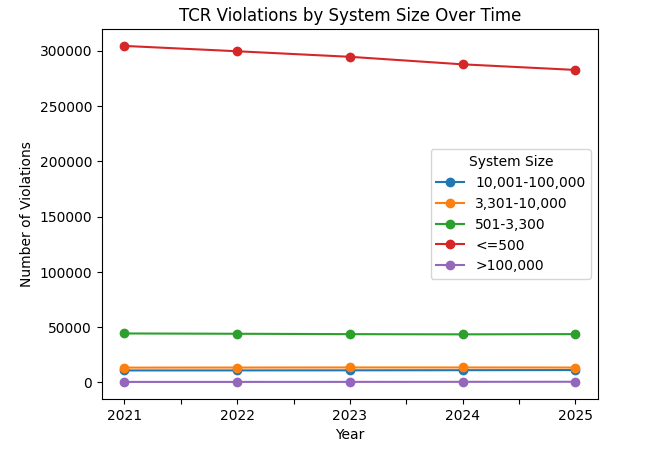 TCR Violations by System Size Over Time
300000
250000
200000
150000
100000
50000
0
Number of Violations
System Size
10,001-100,000
3,301-10,000
501-3,300
<=500
>100,000
2021 2022 2023 2024 2025
Year